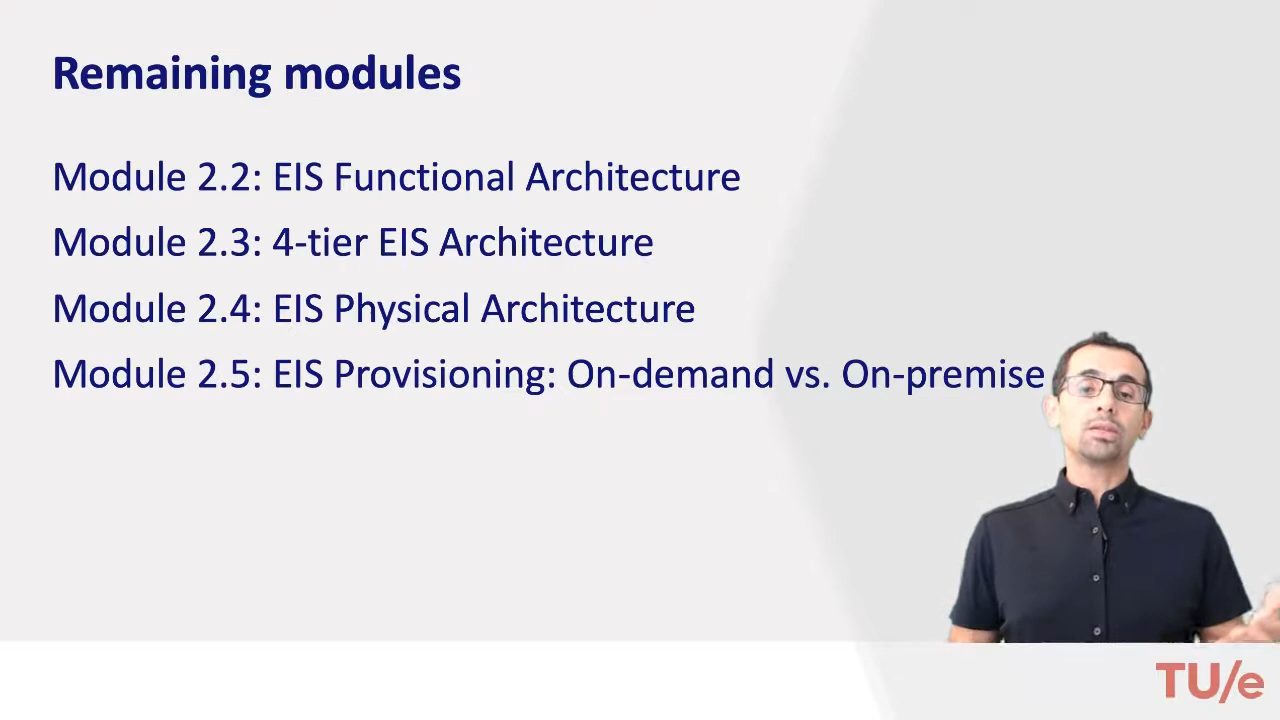 Remaining modules
Module 2.2: EIS Functional Architecture
Module 2.3: 4-tier EIS Architecture
Module 2.4: EIS Physical Architecture
Module 2.5: EIS Provisioning: On-demand vs. On-premise
TU/e